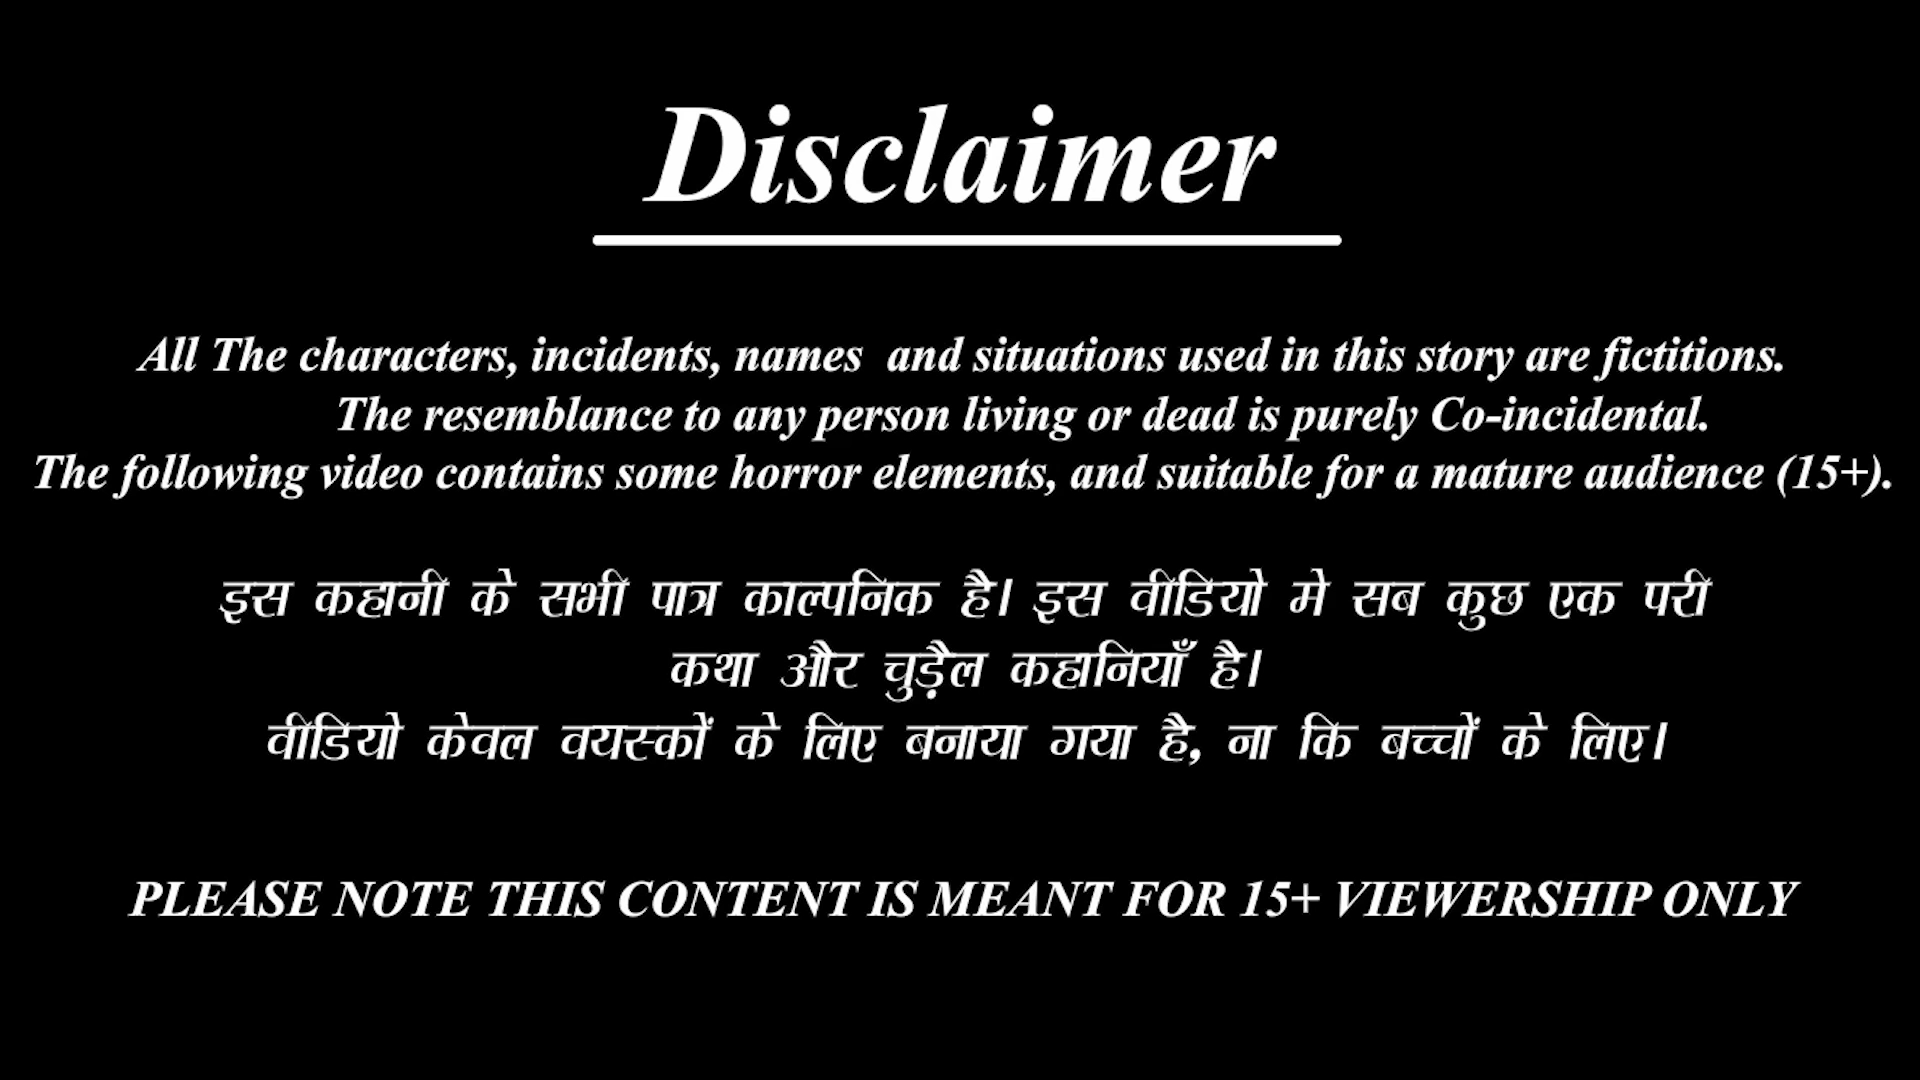 Disclaimer
All The characters, incidents, names and situations used in this story are fictitions.
The resemblance to any person living or dead is purely Co-incidental.
The following video contains some horror elements, and suitable for a mature audience (15+).
इस कहानी के सभी पात्र काल्पनिक है। इस वीडियो मे सब कुछ एक परी
कथा और चुड़ैल कहानियाँ है।
वीडियो केवल वयस्कों के लिए बनाया गया है, ना कि बच्चों के लिए।
PLEASE NOTE THIS CONTENT IS MEANT FOR 15+ VIEWERSHIP ONLY